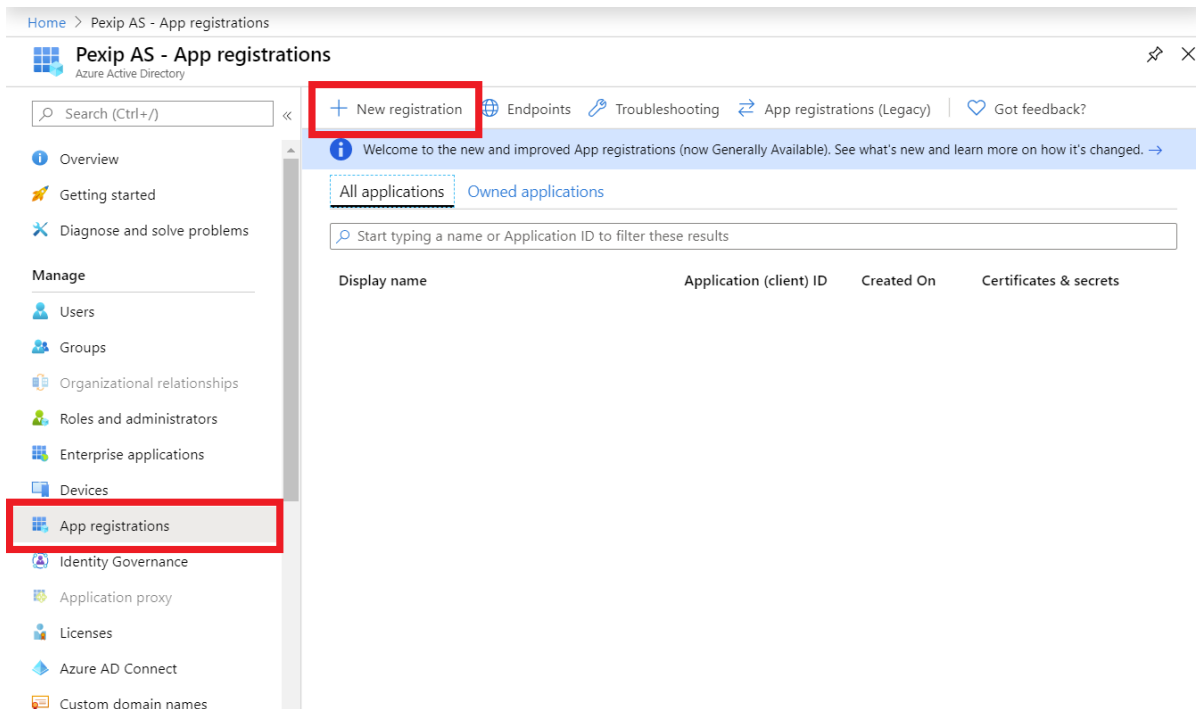 Home > Pexip AS - App registrations
Pexip AS - App registrations
Azure Active Directory
Search (Ctrl+/)
«
Overview
Getting started
Diagnose and solve problems
Manage
Users
Groups
Organizational relationships
Roles and administrators
Enterprise applications
Devices
App registrations
Identity Governance
Application proxy
Licenses
Azure AD Connect
Custom domain names
+ New registration Endpoints Troubleshooting App registrations (Legacy) Got feedback?
Welcome to the new and improved App registrations (now Generally Available). See what's new and learn more on how it's changed. →
All applications Owned applications
Start typing a name or Application ID to filter these results
Display name Application (client) ID Created On Certificates & secrets